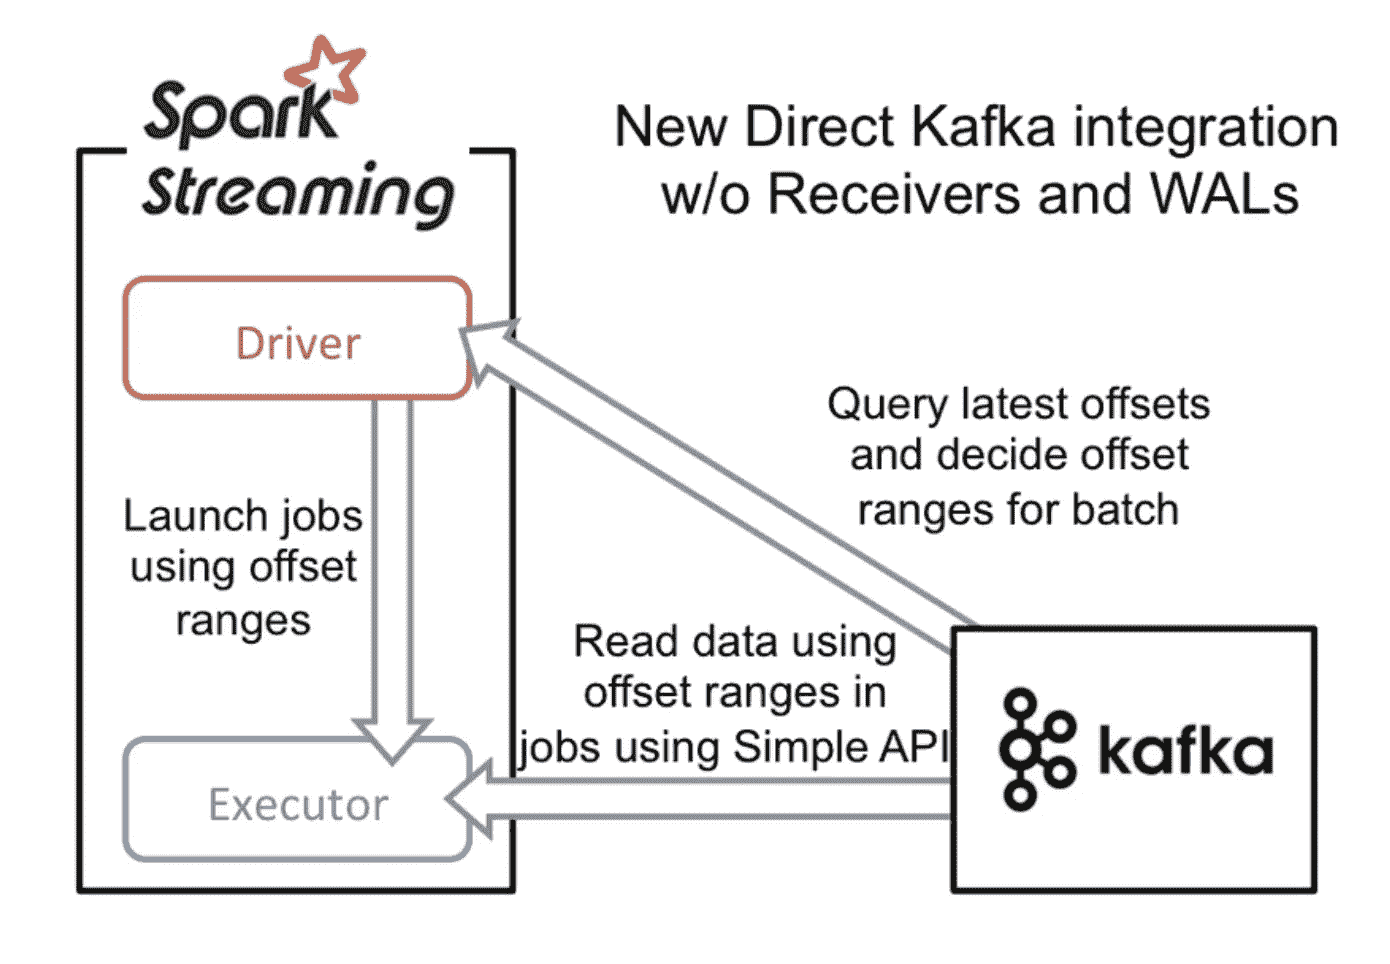 Spark
Streaming
New Direct Kafka integration
w/o Receivers and WALs
Driver
Query latest offsets
and decide offset
ranges for batch
Launch jobs
using offset
ranges
Read data using
offset ranges in
jobs using Simple API
kafka
Executor